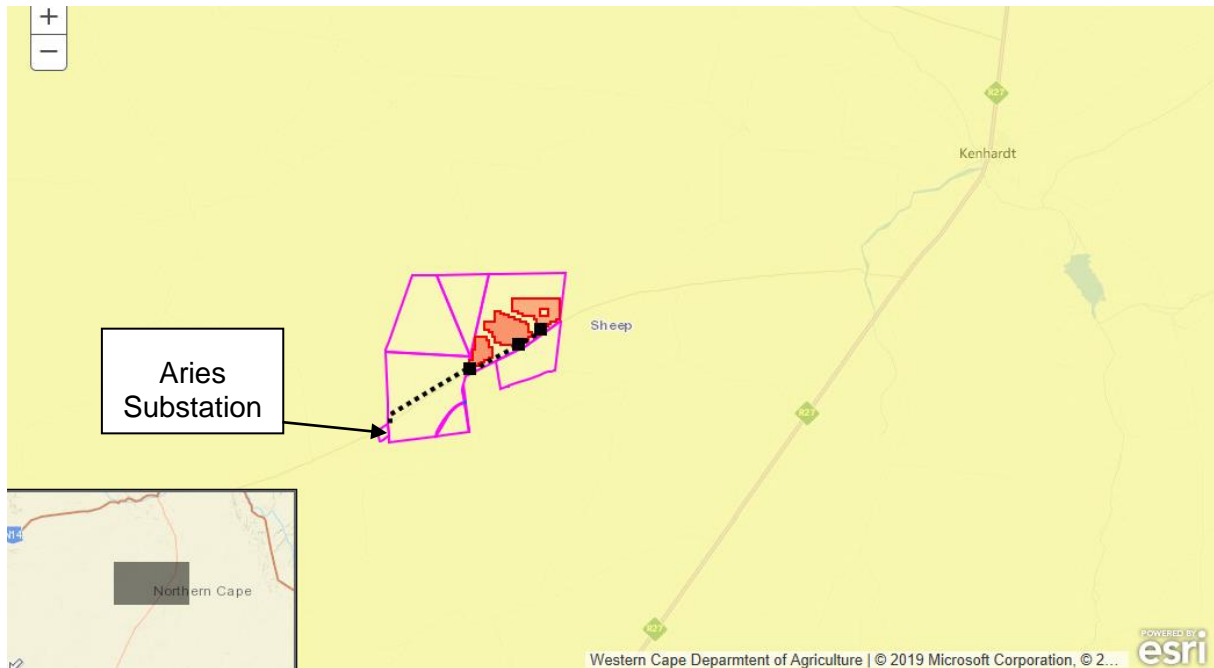 +
−
R27
Kenhardt
Sheep
Aries
Substation
R27
N14
Northern Cape
R27
POWERED BY
esri
Western Cape Deparmtent of Agriculture | © 2019 Microsoft Corporation, © 2...